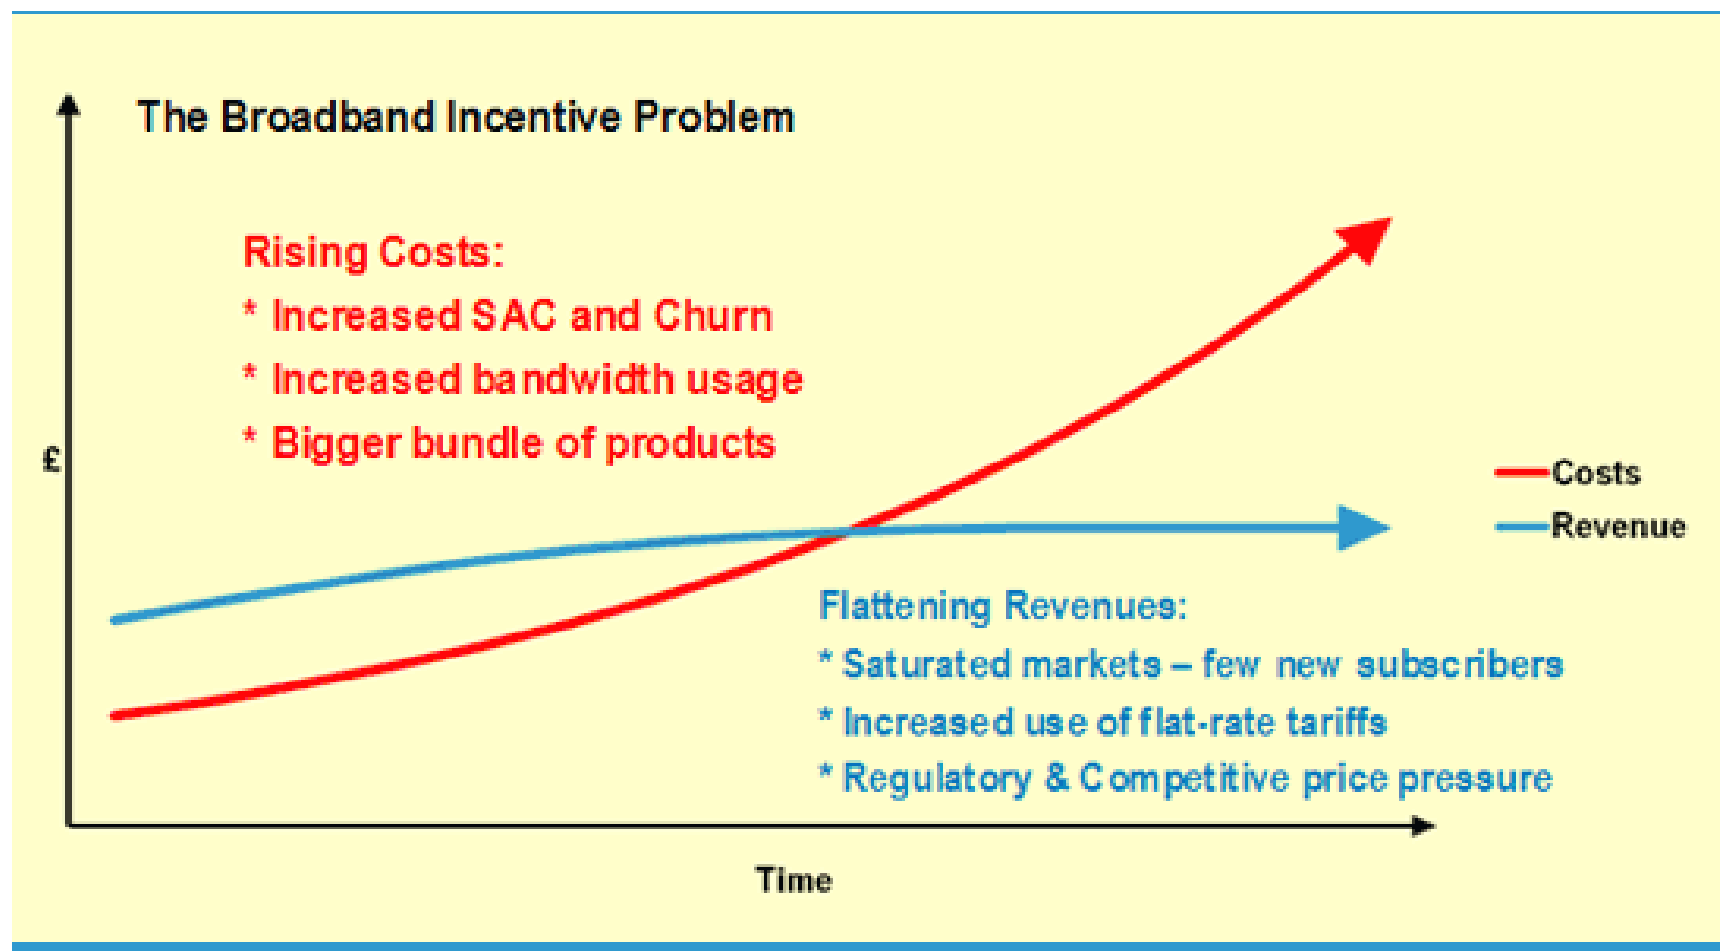 The Broadband Incentive Problem
Rising Costs:
* Increased SAC and Churn
* Increased bandwidth usage
* Bigger bundle of products
£
Costs
Revenue
Flattening Revenues:
* Saturated markets – few new subscribers
* Increased use of flat-rate tariffs
* Regulatory & Competitive price pressure
Time